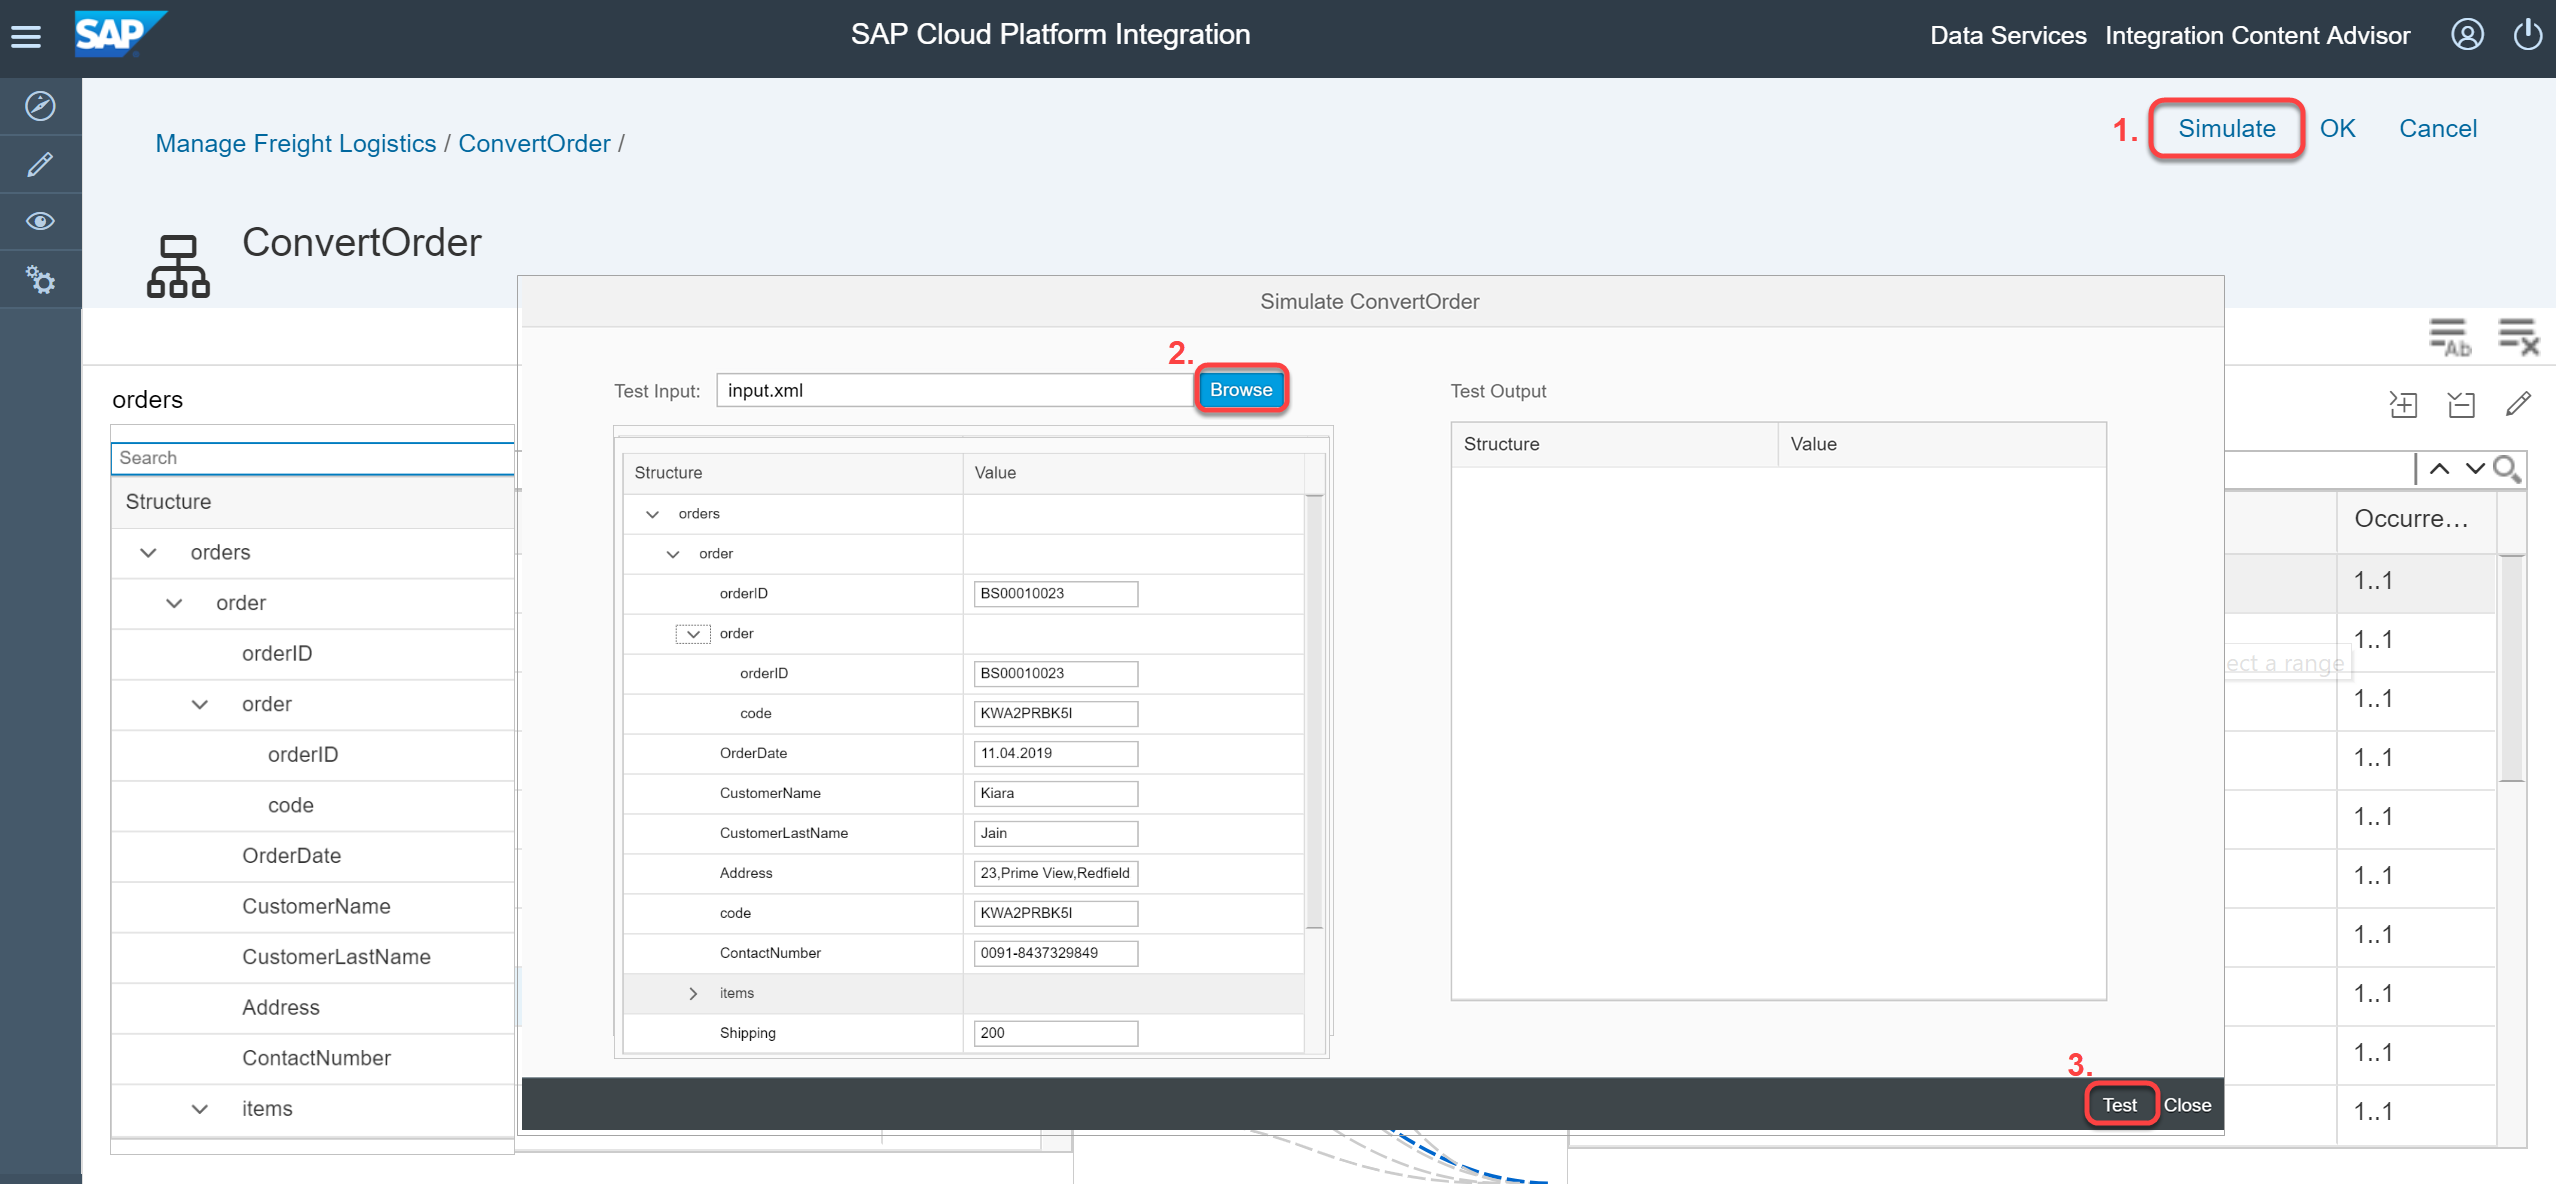 SAP
SAP Cloud Platform Integration
Data Services Integration Content Advisor
Manage Freight Logistics / ConvertOrder /
1. Simulate OK Cancel
ConvertOrder
Simulate ConvertOrder
Ab
2.
Test Input: input.xml Browse
Test Output
orders
Search
Structure
orders
order
orderID
order
orderID
code
OrderDate
CustomerName
CustomerLastName
Address
ContactNumber
items
Structure Value
orders
order
orderID BS00010023
order
orderID BS00010023
code KWA2PRBK5I
OrderDate 11.04.2019
CustomerName Kiara
CustomerLastName Jain
Address 23,Prime View,Redfield
code KWA2PRBK5I
ContactNumber 0091-8437329849
items
Shipping 200
Structure Value
Occurre...
1..1
1..1
ect a range
1..1
1..1
1..1
1..1
1..1
1..1
1..1
1..1
3.
Test Close